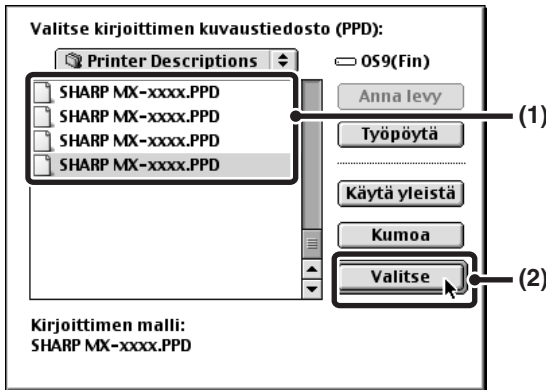 Valitse kirjoittimen kuvaustiedosto (PPD):
Printer Descriptions
OS9(Fin)
SHARP MX-xxxx.PPD
SHARP MX-xxxx.PPD
SHARP MX-xxxx.PPD
SHARP MX-xxxx.PPD
Anna levy
Työpöytä
Käytä yleistä
Kumoa
Valitse
(1)
(2)
Kirjoittimen malli:
SHARP MX-xxxx.PPD